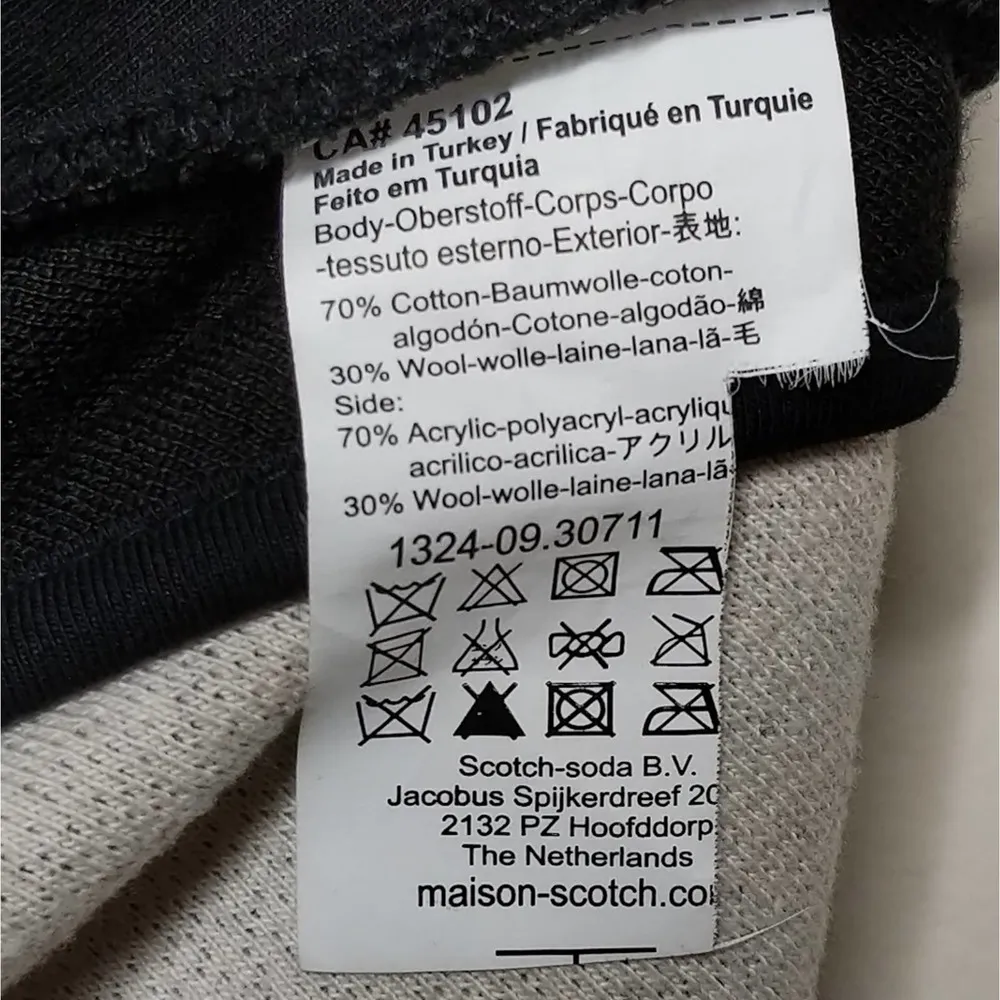 CA# 45102
Made in Turkey / Fabriqué en Turquie
Feito em Turquia
Body-Oberstoff-Corps-Corpo
-tessuto esterno-Exterior-表地:
70% Cotton-Baumwolle-coton-
algodón-Cotone-algodão-綿
30% Wool-wolle-laine-lana-lã-毛
Side:
70% Acrylic-polyacryl-acryliqu
acrilico-acrilica-アクリル
30% Wool-wolle-laine-lana-lã-
1324-09.30711
Scotch-soda B.V.
Jacobus Spijkerdreef 20
2132 PZ Hoofddorp
The Netherlands
maison-scotch.co